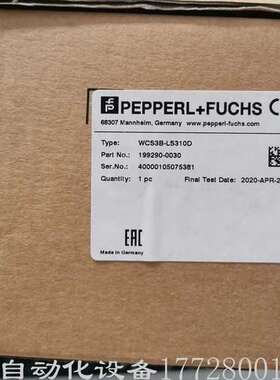 PEPPERL+FUCHS CE
68307 Mannheim, Germany
www.pepperl-fuchs.com
Type: WCS3B-LS310D
Part No.: 199290-0030
Ser.No.: 40000105075381
Quantity: 1 pc Final Test Date: 2020-APR-2
EAC
Made in Germany
自动化设备17728001